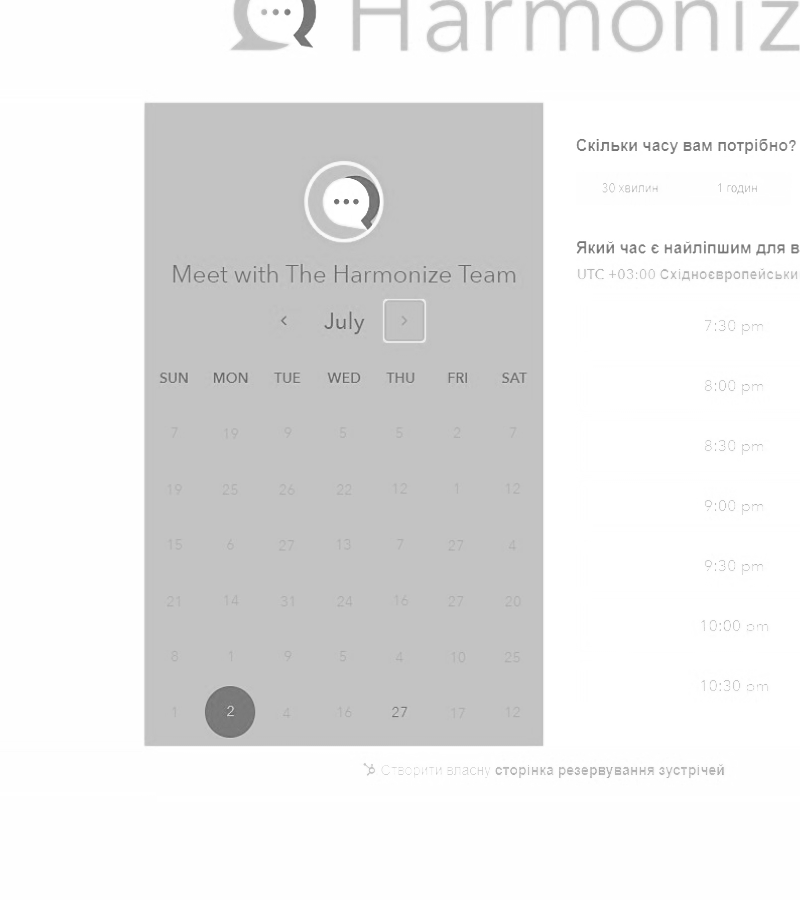 Harmoniz
Meet with The Harmonize Team
July
SUN MON TUE WED THU FRI SAT
7 19 9 5 5 2 7
19 25 26 22 12 1 12
15 6 27 13 7 27 4
21 14 31 24 16 27 20
8 1 9 5 4 10 25
1 2 4 16 27 17 12
Скільки часу вам потрібно?
30 хвилин 1 годин
Який час є найліпшим для в
UTC +03:00 Східноєвропейськи
7:30 pm
8:00 pm
8:30 pm
9:00 pm
9:30 pm
10:00 pm
10:30 pm
Створити власну сторінка резервування зустрічей